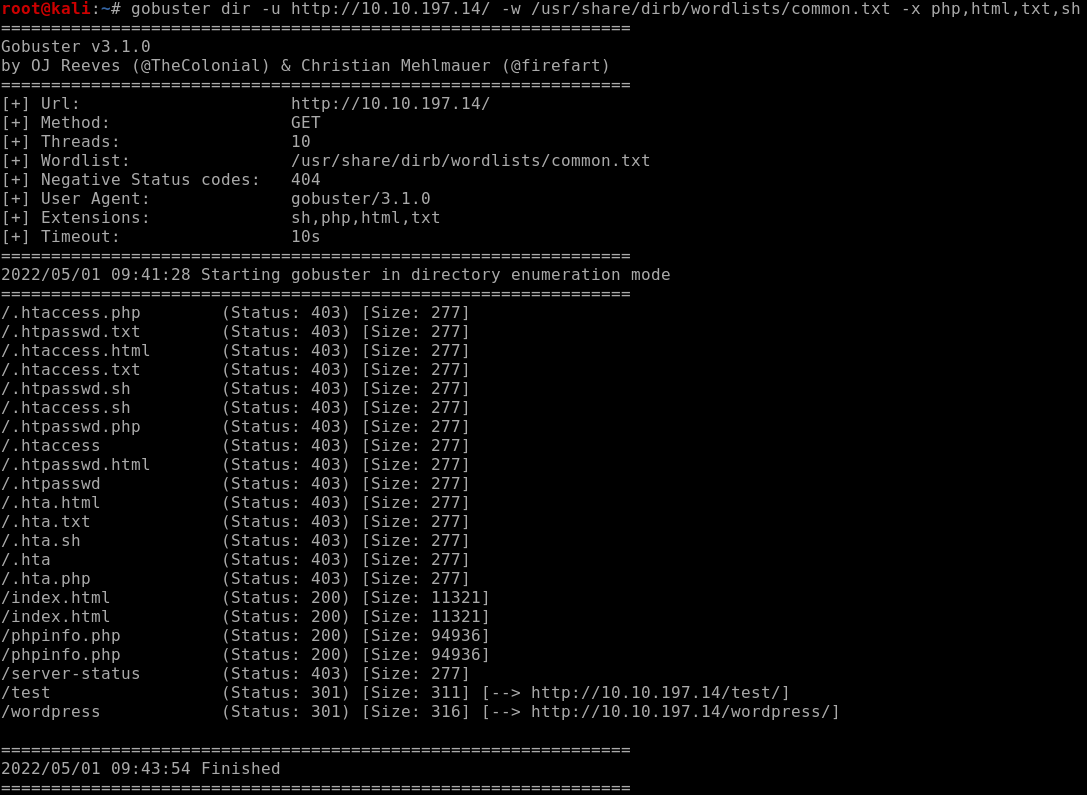 root@kali:~# gobuster dir -u http://10.10.197.14/ -w /usr/share/dirb/wordlists/common.txt -x php,html,txt,sh
===============================================================
Gobuster v3.1.0
by OJ Reeves (@TheColonial) & Christian Mehlmauer (@firefart)
===============================================================
[+] Url:                     http://10.10.197.14/
[+] Method:                  GET
[+] Threads:                 10
[+] Wordlist:                /usr/share/dirb/wordlists/common.txt
[+] Negative Status codes:   404
[+] User Agent:              gobuster/3.1.0
[+] Extensions:              sh,php,html,txt
[+] Timeout:                 10s
===============================================================
2022/05/01 09:41:28 Starting gobuster in directory enumeration mode
===============================================================
/.htaccess.php        (Status: 403) [Size: 277]
/.htpasswd.txt        (Status: 403) [Size: 277]
/.htaccess.html       (Status: 403) [Size: 277]
/.htaccess.txt        (Status: 403) [Size: 277]
/.htpasswd.sh         (Status: 403) [Size: 277]
/.htaccess.sh         (Status: 403) [Size: 277]
/.htpasswd.php        (Status: 403) [Size: 277]
/.htaccess            (Status: 403) [Size: 277]
/.htpasswd.html       (Status: 403) [Size: 277]
/.htpasswd            (Status: 403) [Size: 277]
/.hta.html            (Status: 403) [Size: 277]
/.hta.txt             (Status: 403) [Size: 277]
/.hta.sh              (Status: 403) [Size: 277]
/.hta                 (Status: 403) [Size: 277]
/.hta.php             (Status: 403) [Size: 277]
/index.html           (Status: 200) [Size: 11321]
/index.html           (Status: 200) [Size: 11321]
/phpinfo.php          (Status: 200) [Size: 94936]
/phpinfo.php          (Status: 200) [Size: 94936]
/server-status        (Status: 403) [Size: 277]
/test                 (Status: 301) [Size: 311] [--> http://10.10.197.14/test/]
/wordpress            (Status: 301) [Size: 316] [--> http://10.10.197.14/wordpress/]

===============================================================
2022/05/01 09:43:54 Finished
===============================================================